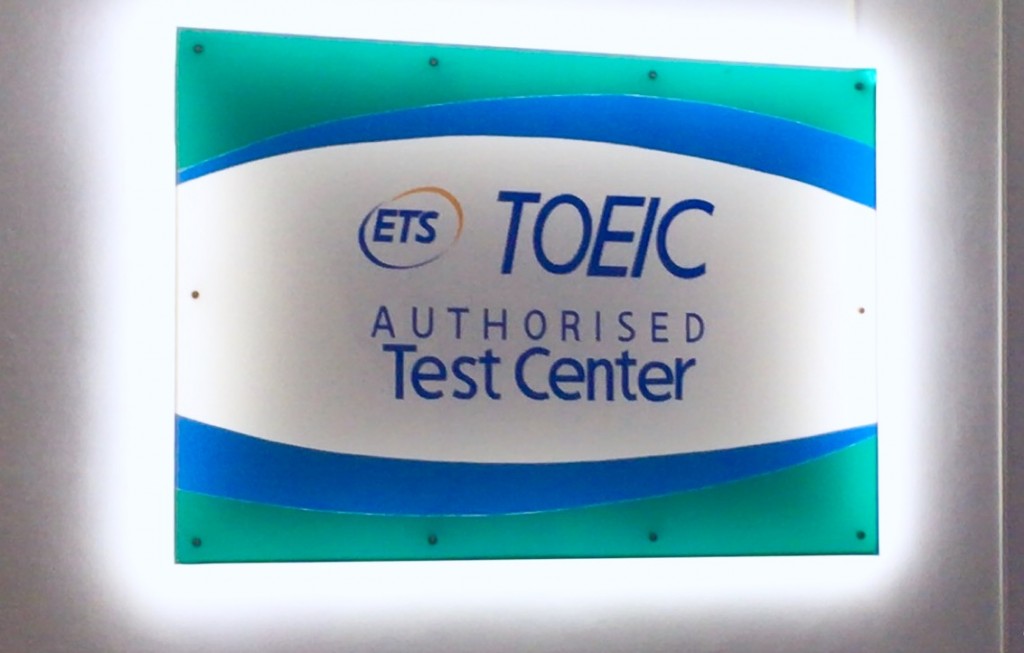 ETS TOEIC
AUTHORISED
Test Center